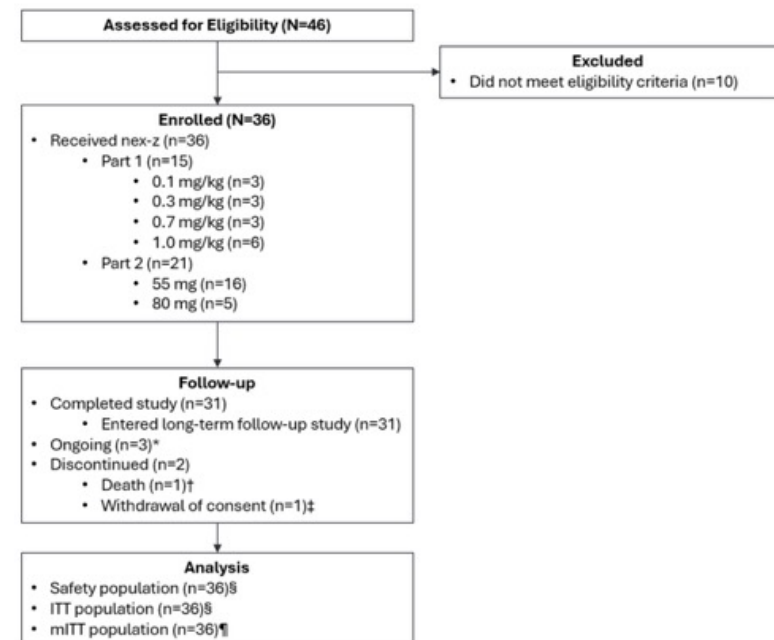 Assessed for Eligibility (N=46)
Excluded
• Did not meet eligibility criteria (n=10)
Enrolled (N=36)
• Received nex-z (n=36)
• Part 1 (n=15)
• 0.1 mg/kg (n=3)
• 0.3 mg/kg (n=3)
• 0.7 mg/kg (n=3)
• 1.0 mg/kg (n=6)
• Part 2 (n=21)
• 55 mg (n=16)
• 80 mg (n=5)
Follow-up
• Completed study (n=31)
• Entered long-term follow-up study (n=31)
• Ongoing (n=3)*
• Discontinued (n=2)
• Death (n=1)†
• Withdrawal of consent (n=1)‡
Analysis
• Safety population (n=36)§
• ITT population (n=36)§
• mITT population (n=36)¶